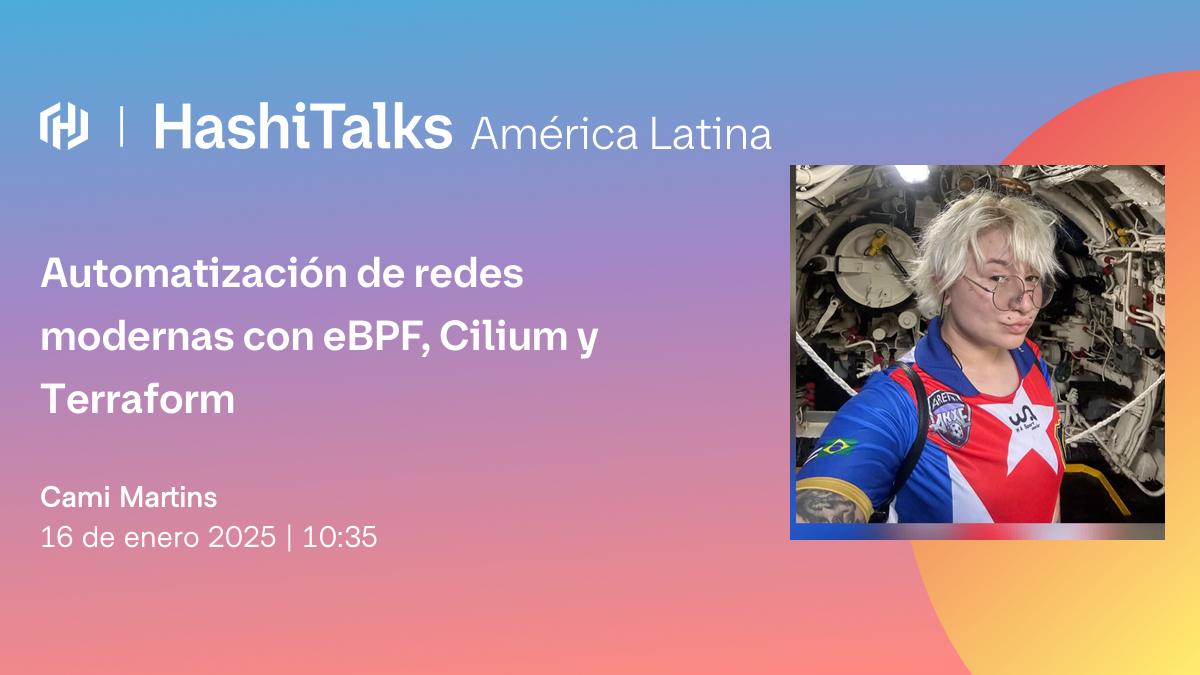 HashiTalks América Latina
Automatización de redes
modernas con eBPF, Cilium y
Terraform
Cami Martins
16 de enero 2025 | 10:35